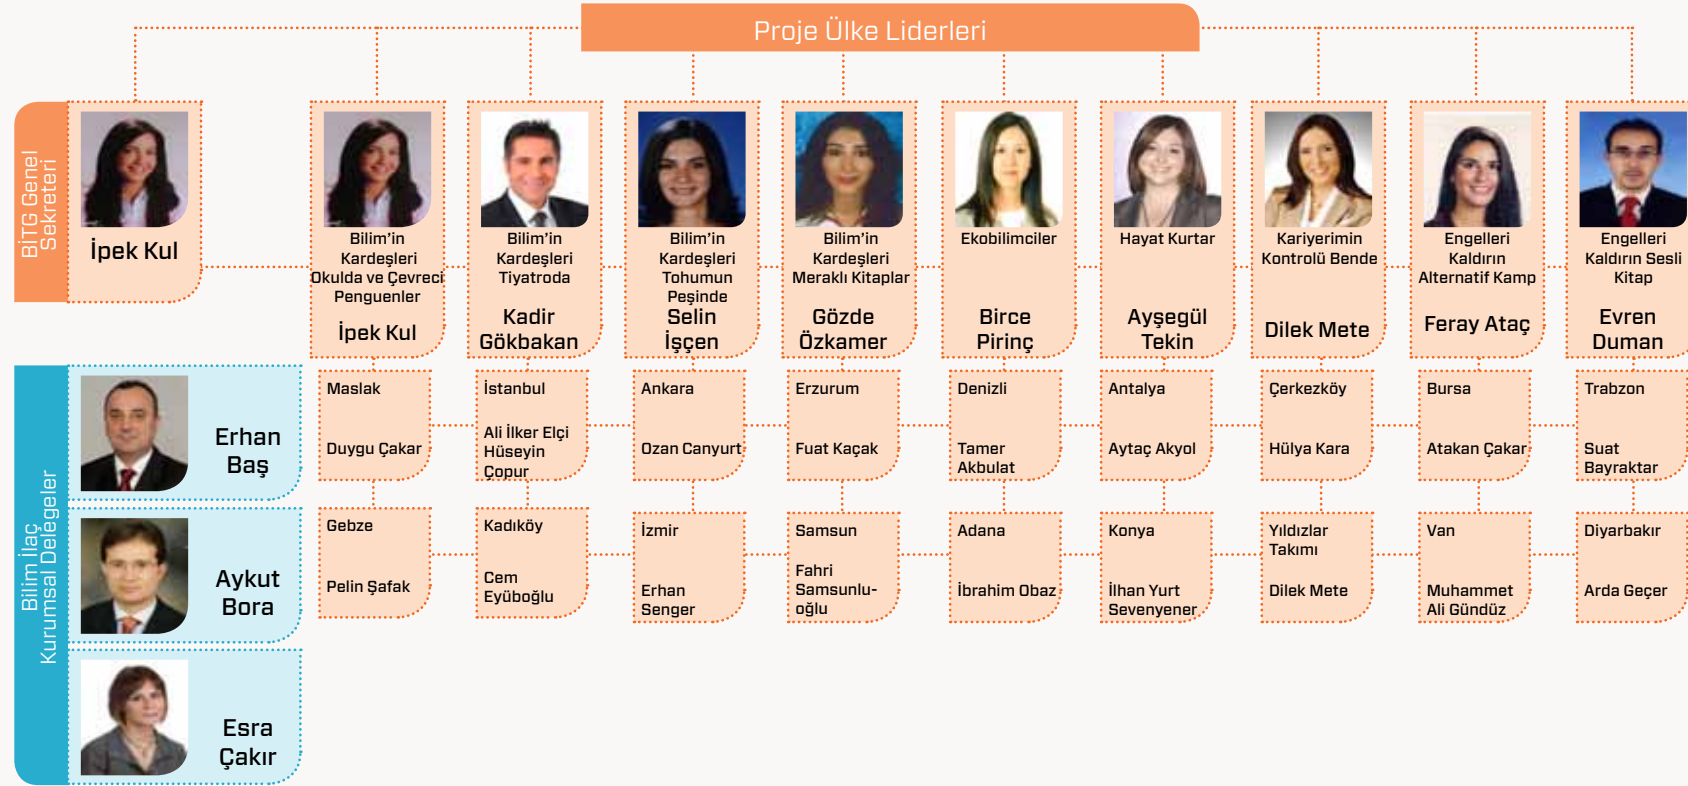 Proje Ülke Liderleri
BİTG Genel
Sekreteri
İpek Kul
Bilim'in
Kardeşleri
Okulda ve Çevreci
Penguenler
İpek Kul
Bilim'in
Kardeşleri
Tiyatroda
Kadir
Gökbakan
Bilim'in
Kardeşleri
Tohumun
Peşinde
Selin
İşçen
Bilim'in
Kardeşleri
Meraklı Kitaplar
Gözde
Özkamer
Ekobilimciler
Birce
Pirinç
Hayat Kurtar
Ayşegül
Tekin
Kariyerimin
Kontrolü Bende
Dilek Mete
Engelleri
Kaldırın
Alternatif Kamp
Feray Ataç
Engelleri
Kaldırın Sesli
Kitap
Evren
Duman
Bilim İlaç
Kurumsal Delegeler
Erhan
Baş
Aykut
Bora
Esra
Çakır
Maslak
Duygu Çakar
İstanbul
Ali İlker Elçi
Hüseyin
Çopur
Ankara
Ozan Canyurt
Erzurum
Fuat Kaçak
Denizli
Tamer
Akbulat
Antalya
Aytaç Akyol
Çerkezköy
Hülya Kara
Bursa
Atakan Çakar
Trabzon
Suat
Bayraktar
Gebze
Pelin Şafak
Kadıköy
Cem
Eyüboğlu
İzmir
Erhan
Senger
Samsun
Fahri
Samsunlu-
oğlu
Adana
İbrahim Obaz
Konya
İlhan Yurt
Sevenyener
Yıldızlar
Takımı
Dilek Mete
Van
Muhammet
Ali Gündüz
Diyarbakır
Arda Geçer